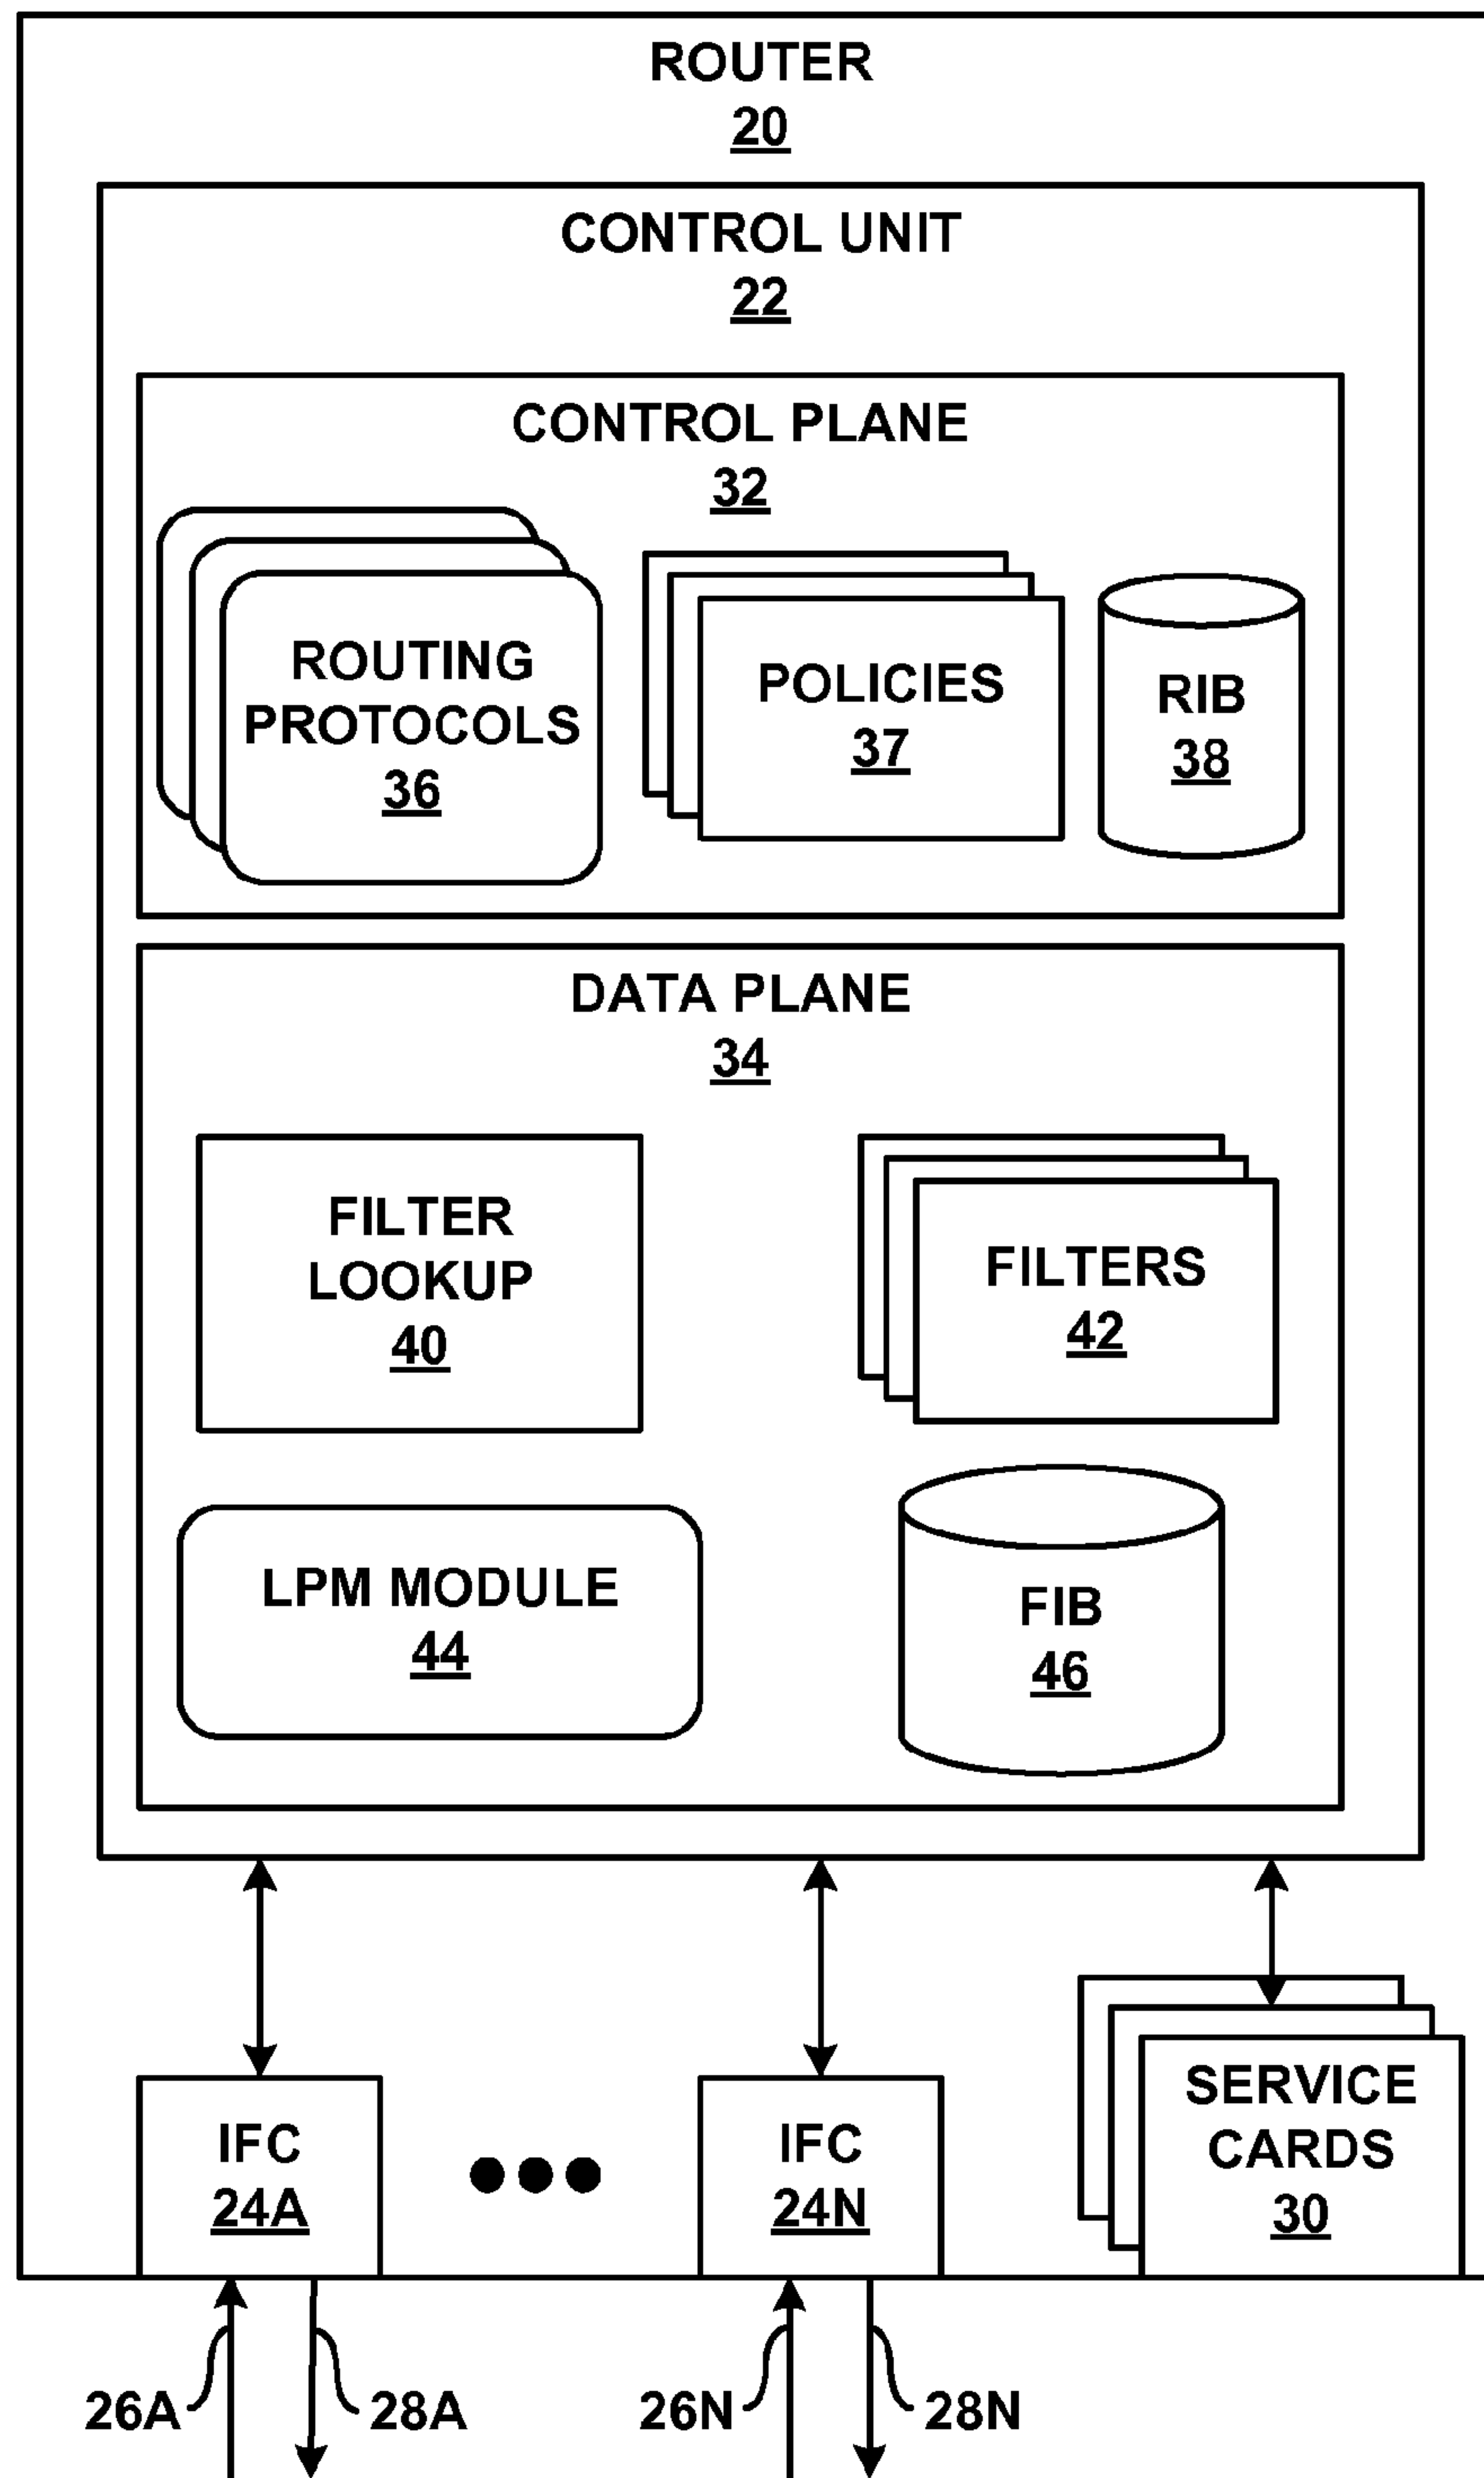 ROUTER
20
CONTROL UNIT
22
CONTROL PLANE
32
ROUTING
PROTOCOLS
36
POLICIES
37
RIB
38
DATA PLANE
34
FILTER
LOOKUP
40
FILTERS
42
LPM MODULE
44
FIB
46
IFC
24A
IFC
24N
SERVICE
CARDS
30
26A
28A
26N
28N